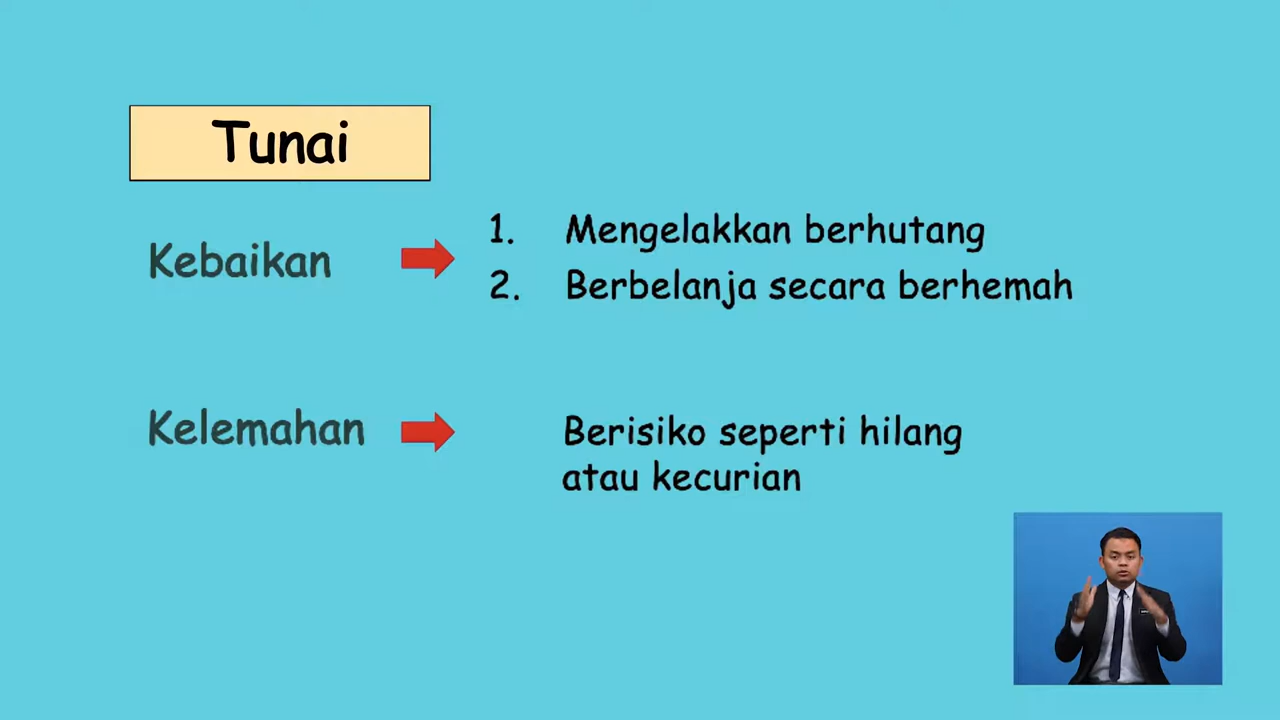 Tunai
Kebaikan
1. Mengelakkan berhutang
2. Berbelanja secara berhemah
Kelemahan
Berisiko seperti hilang
atau kecurian